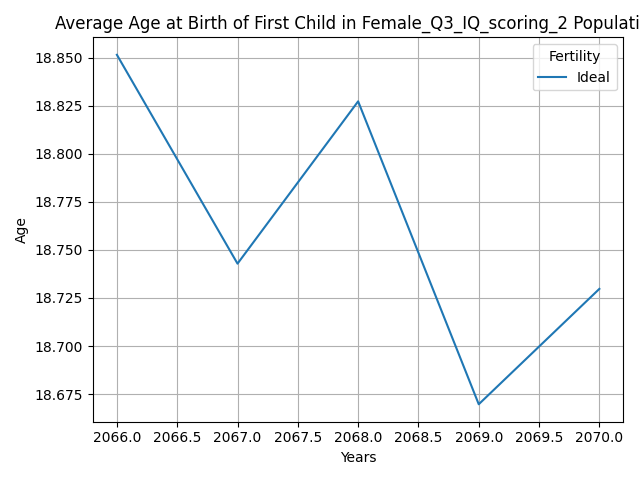 Average Age at Birth of First Child in Female_Q3_IQ_scoring_2 Populati
Fertility
Ideal
18.850
18.825
18.800
18.775
18.750
18.725
18.700
18.675
Age
2066.0 2066.5 2067.0 2067.5 2068.0 2068.5 2069.0 2069.5 2070.0
Years